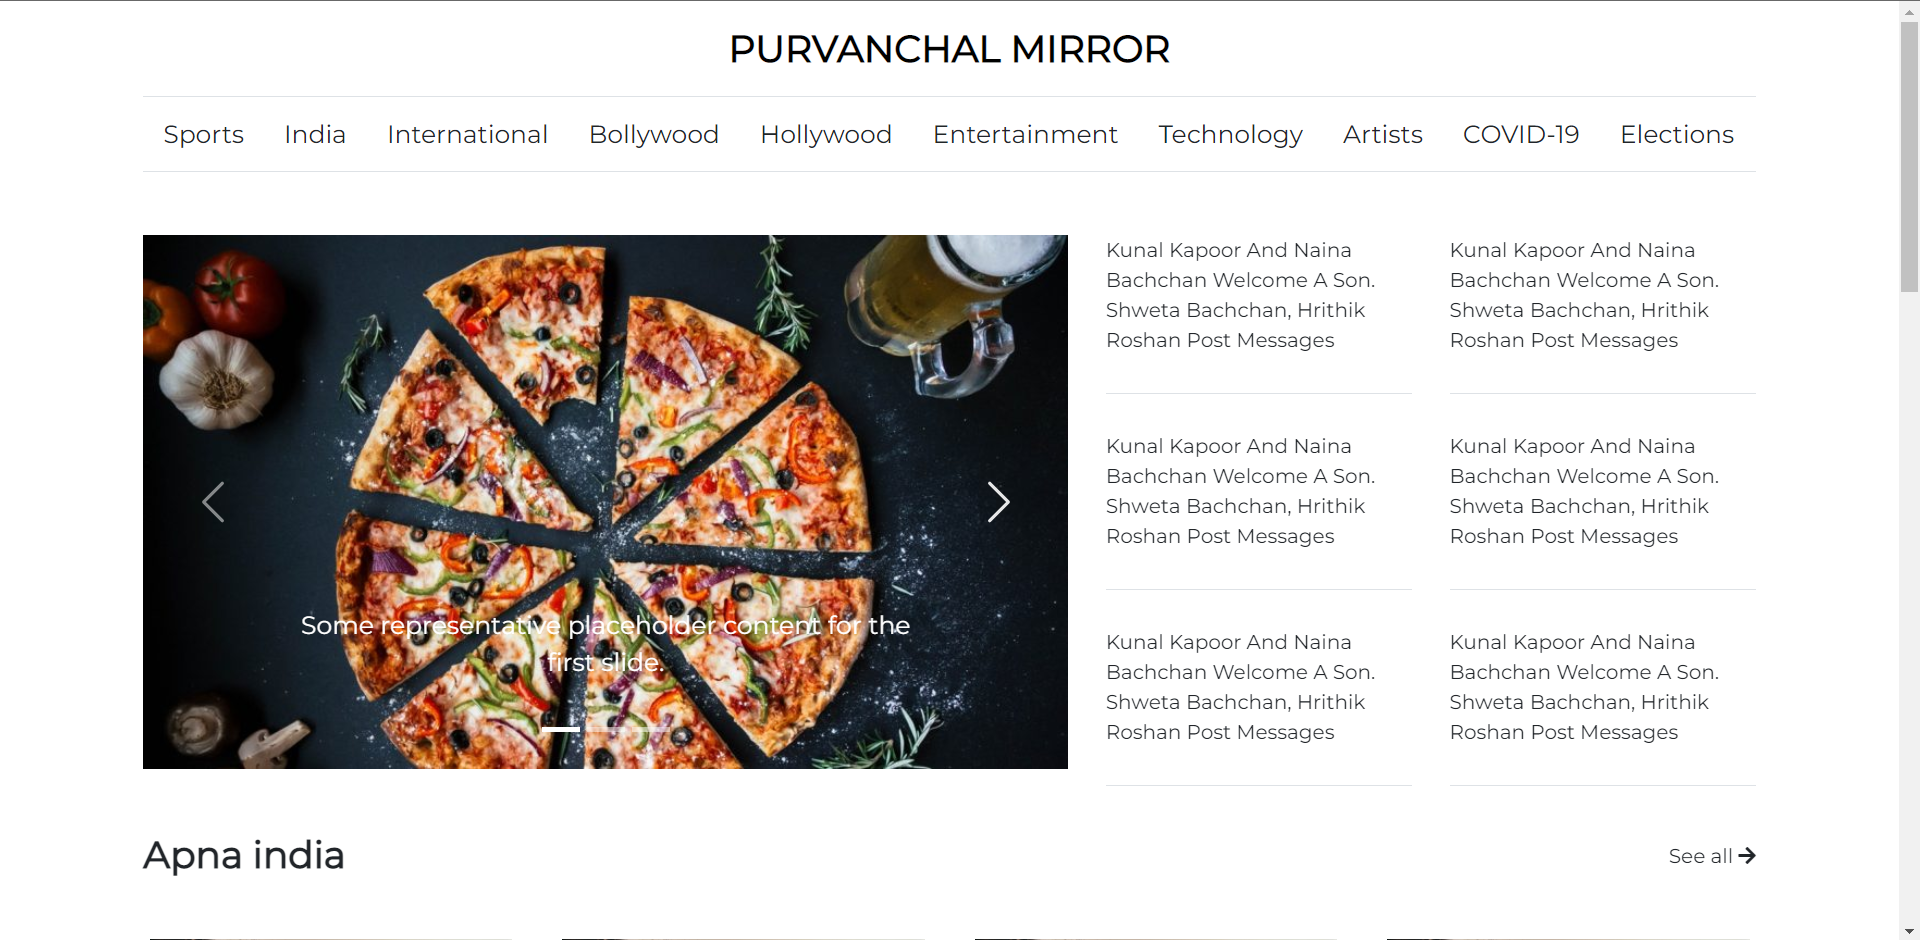 PURVANCHAL MIRROR
Sports India International Bollywood Hollywood Entertainment Technology Artists COVID-19 Elections
Some representative placeholder content for the
first slide.
Kunal Kapoor And Naina
Bachchan Welcome A Son.
Shweta Bachchan, Hrithik
Roshan Post Messages
Kunal Kapoor And Naina
Bachchan Welcome A Son.
Shweta Bachchan, Hrithik
Roshan Post Messages
Kunal Kapoor And Naina
Bachchan Welcome A Son.
Shweta Bachchan, Hrithik
Roshan Post Messages
Kunal Kapoor And Naina
Bachchan Welcome A Son.
Shweta Bachchan, Hrithik
Roshan Post Messages
Kunal Kapoor And Naina
Bachchan Welcome A Son.
Shweta Bachchan, Hrithik
Roshan Post Messages
Kunal Kapoor And Naina
Bachchan Welcome A Son.
Shweta Bachchan, Hrithik
Roshan Post Messages
Apna india
See all